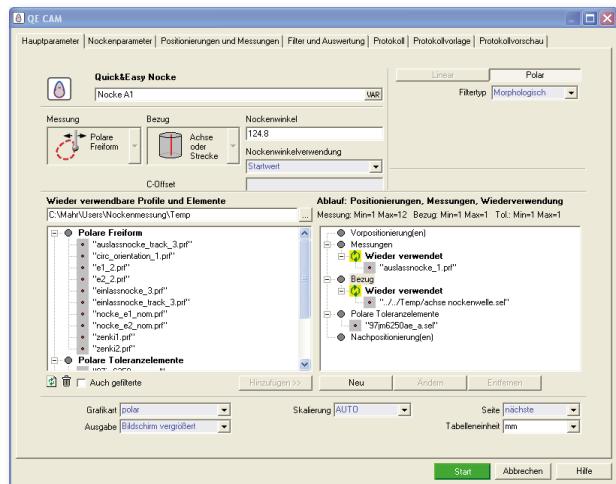 QE CAM
Hauptparameter Nockenparameter Positionierungen und Messungen Filter und Auswertung Protokoll Protokollvorlage Protokollvorschau
Quick&Easy Nocke
Nocke A1 VAR
Linear Polar
Filtertyp Morphologisch
Messung Bezug Nockenwinkel
Polare Freiform
Achse oder Strecke
124.8
Nockenwinkelverwendung
Startwert
C-Offset
Wieder verwendbare Profile und Elemente
C:\Mahr\Users\Nockenmessung\Temp ...
Polare Freiform
"auslassnocke_track_3.prf"
"circ_orientation_1.prf"
"e1_2.prf"
"e2_2.prf"
"einlassnocke_3.prf"
"einlassnocke_track_3.prf"
"nocke_e1_nom.prf"
"nocke_e2_nom.prf"
"zenki1.prf"
"zenki2.prf"
Polare Toleranzelemente
Auch gefilterte
Hinzufügen >>
Ablauf: Positionierungen, Messungen, Wiederverwendung
Messung: Min=1 Max=12 Bezug: Min=1 Max=1 Tol.: Min=1 Max=1
Vorpositionierung(en)
Messungen
Wieder verwendet
"auslassnocke_1.prf"
Bezug
Wieder verwendet
"../../Temp/achse nockenwelle.sel"
Polare Toleranzelemente
"97jm6250ae_a.sef"
Nachpositionierung(en)
Neu Ändern Entfernen
Grafikart polar Skalierung AUTO Seite nächste
Ausgabe Bildschirm vergrößert Tabelleneinheit mm
Start Abbrechen Hilfe